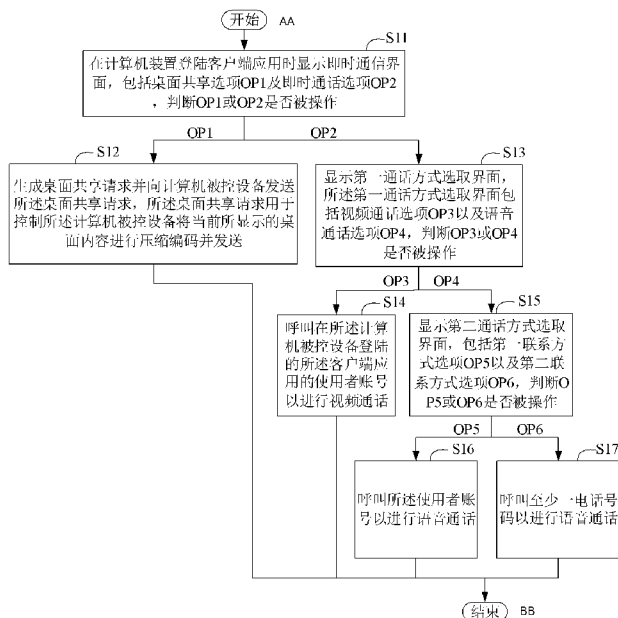 开始 AA
S11
在计算机装置登陆客户端应用时显示即时通信界
面，包括桌面共享选项OP1及即时通话选项OP2
，判断OP1或OP2是否被操作
OP1 OP2
S12
生成桌面共享请求并向计算机被控设备发送
所述桌面共享请求，所述桌面共享请求用于
控制所述计算机被控设备将当前所显示的桌
面内容进行压缩编码并发送
S13
显示第一通话方式选取界面，
所述第一通话方式选取界面包
括视频通话选项OP3以及语音
通话选项OP4，判断OP3或OP4
是否被操作
OP3 OP4
S14
呼叫在所述计算
机被控设备登陆
的所述客户端应
用的使用者账号
以进行视频通话
S15
显示第二通话方式选取
界面，包括第一联系方
式选项OP5以及第二联
系方式选项OP6，判断O
P5或OP6是否被操作
OP5 OP6
S16
呼叫所述使用者账
号以进行语音通话
S17
呼叫至少一电话号
码以进行语音通话
结束 BB